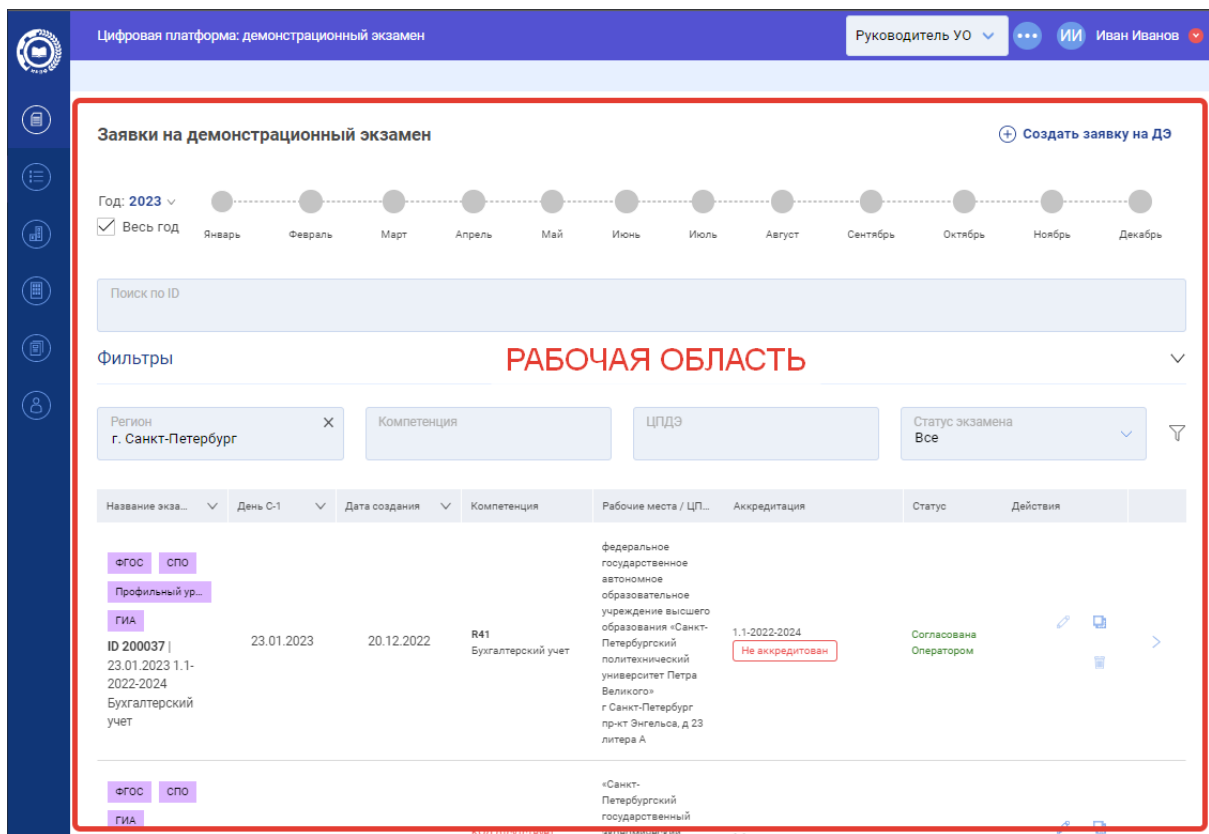 Цифровая платформа: демонстрационный экзамен
Руководитель УО
ИИ
Иван Иванов
Заявки на демонстрационный экзамен
Создать заявку на ДЭ
Год: 2023
Весь год
Январь Февраль Март Апрель Май Июнь Июль Август Сентябрь Октябрь Ноябрь Декабрь
Поиск по ID
Фильтры
РАБОЧАЯ ОБЛАСТЬ
Регион
г. Санкт-Петербург
Компетенция
ЦПДЭ
Статус экзамена
Все
Название экза... День С-1 Дата создания Компетенция Рабочие места / ЦП... Аккредитация Статус Действия
ФГОС СПО
Профильный ур...
ГИА
ID 200037 |
23.01.2023 1.1-
2022-2024
Бухгалтерский
учет
23.01.2023
20.12.2022
R41
Бухгалтерский учет
федеральное
государственное
автономное
образовательное
учреждение высшего
образования «Санкт-
Петербургский
политехнический
университет Петра
Великого»
г Санкт-Петербург
пр-кт Энгельса, д 23
литера А
1.1-2022-2024
Не аккредитован
Согласована
Оператором
ФГОС СПО
ГИА
«Санкт-
Петербургский
государственный